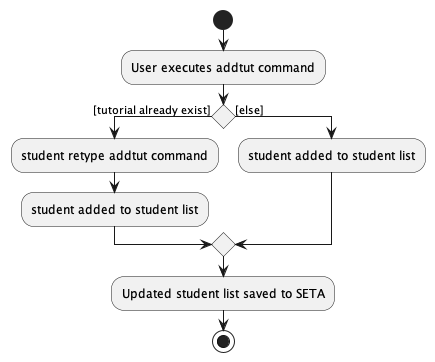 User executes addtut command
[tutorial already exist]
[else]
student retype addtut command
student added to student list
student added to student list
Updated student list saved to SETA